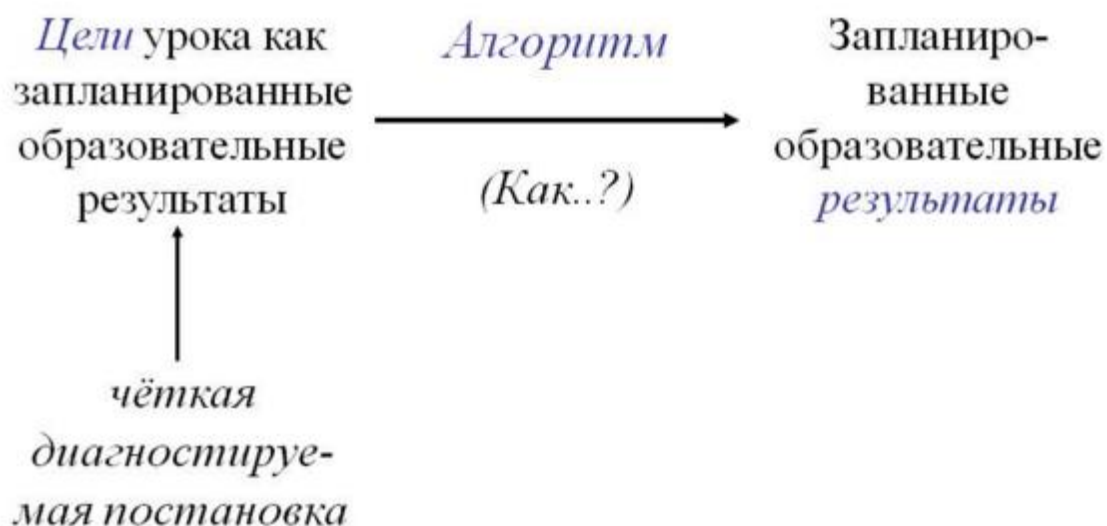 Цели урока как
запланированные
образовательные
результаты
Алгоритм
(Как..?)
Запланиро-
ванные
образовательные
результаты
чёткая
диагностируе-
мая постановка